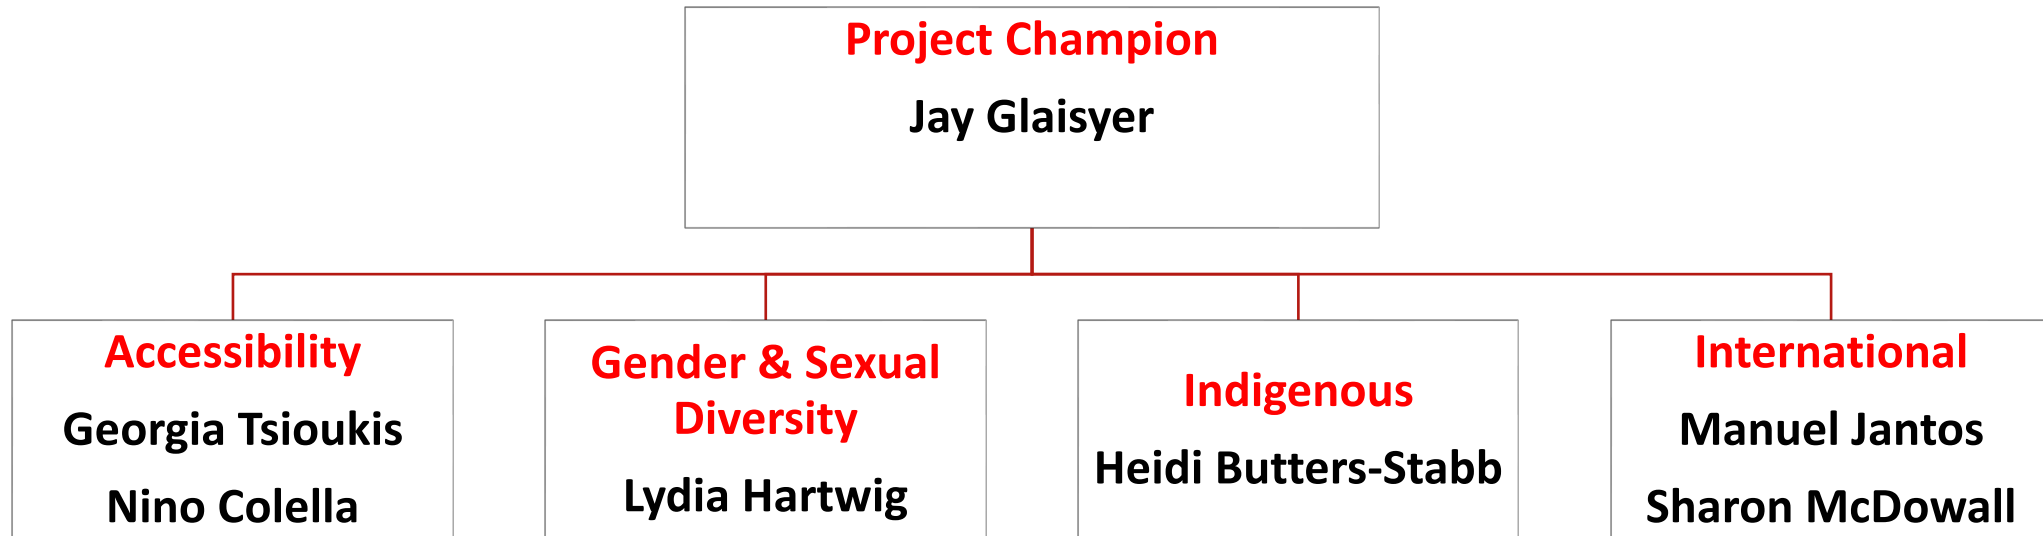 Project Champion
Jay Glaisyer
Accessibility
Georgia Tsioukis
Nino Colella
Gender & Sexual
Diversity
Lydia Hartwig
Indigenous
Heidi Butters-Stabb
International
Manuel Jantos
Sharon McDowall